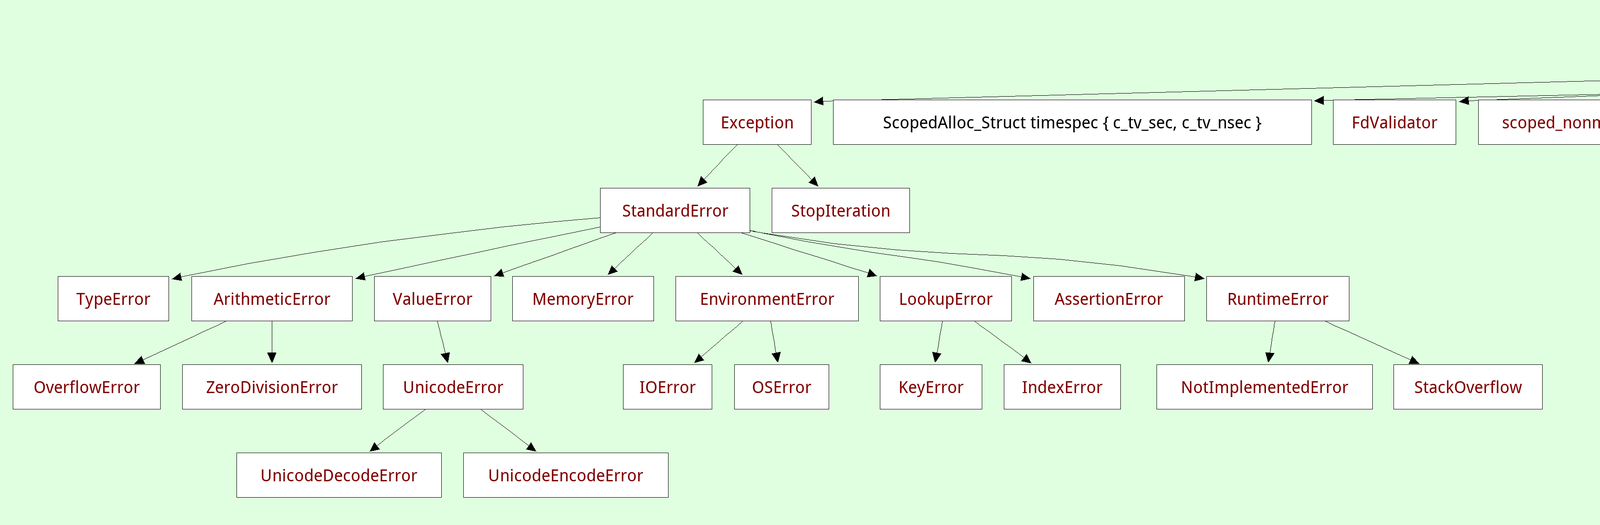 Exception
ScopedAlloc_Struct timespec { c_tv_sec, c_tv_nsec }
FdValidator
StandardError
StopIteration
TypeError
ArithmeticError
ValueError
MemoryError
EnvironmentError
LookupError
AssertionError
RuntimeError
OverflowError
ZeroDivisionError
UnicodeError
IOError
OSError
KeyError
IndexError
NotImplementedError
StackOverflow
UnicodeDecodeError
UnicodeEncodeError